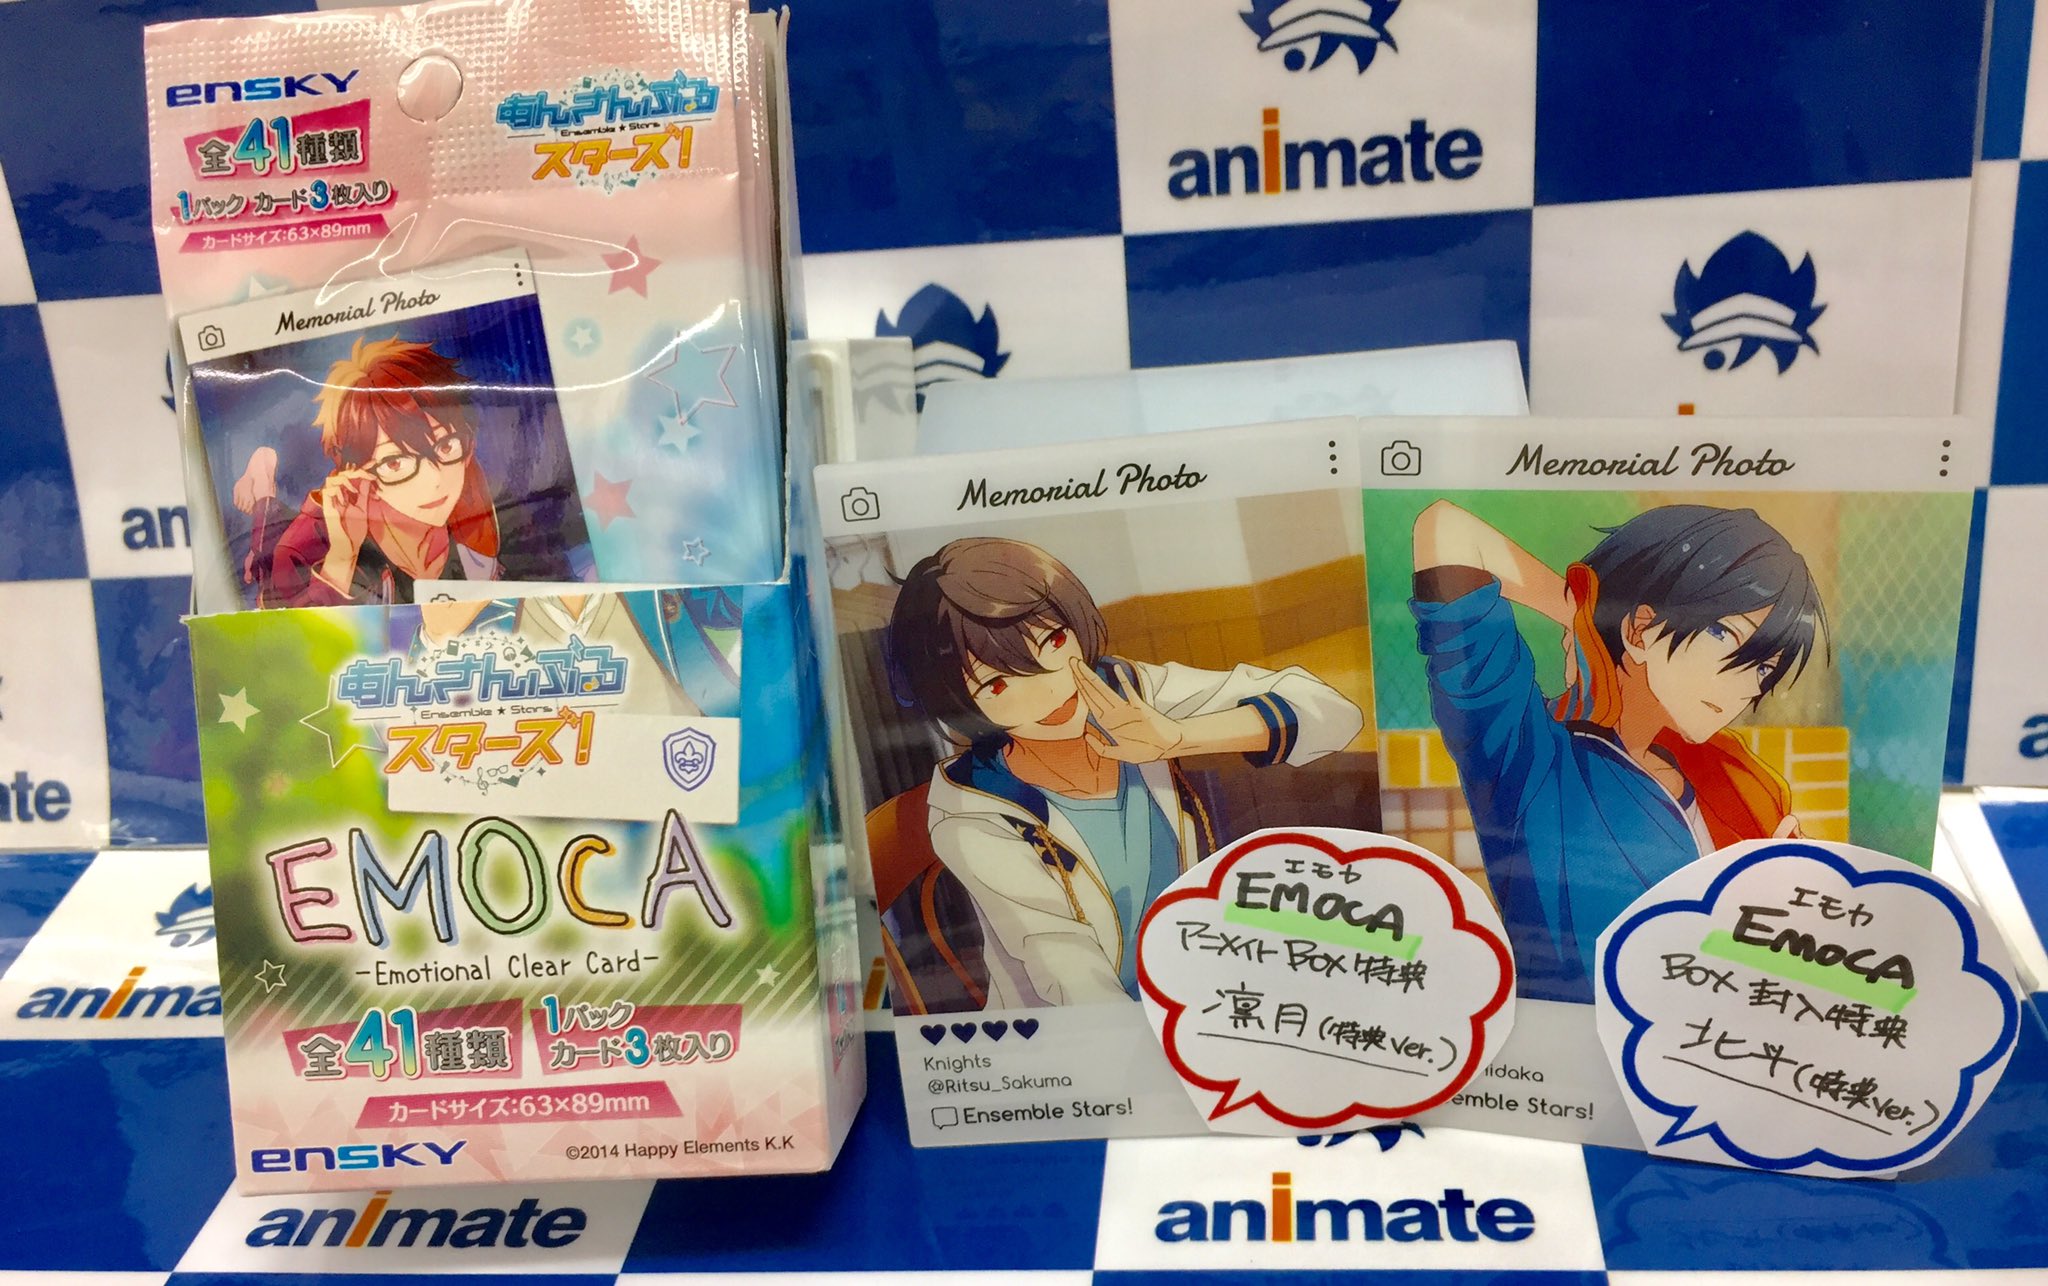 ensky
あんさんぶる
Ensemble ★ Stars
スターズ!
全41種類
1パック カード3枚入り
カードサイズ:63×89mm
Memorial Photo
あんさんぶる
Ensemble ★ Stars
スターズ!
EMOCA
-Emotional Clear Card-
全41種類
1パック
カード3枚入り
カードサイズ:63×89mm
ensky
©2014 Happy Elements K.K
Memorial Photo
Knights
@Ritsu_Sakuma
Ensemble Stars!
エモカ
EMOCA
アニメイトBOX特典
凛月(特典ver.)
Memorial Photo
idaka
emble Stars!
エモカ
EMOCA
BOX封入特典
北斗(特典ver.)
animate
an
animate
nate
anima
animate
animate